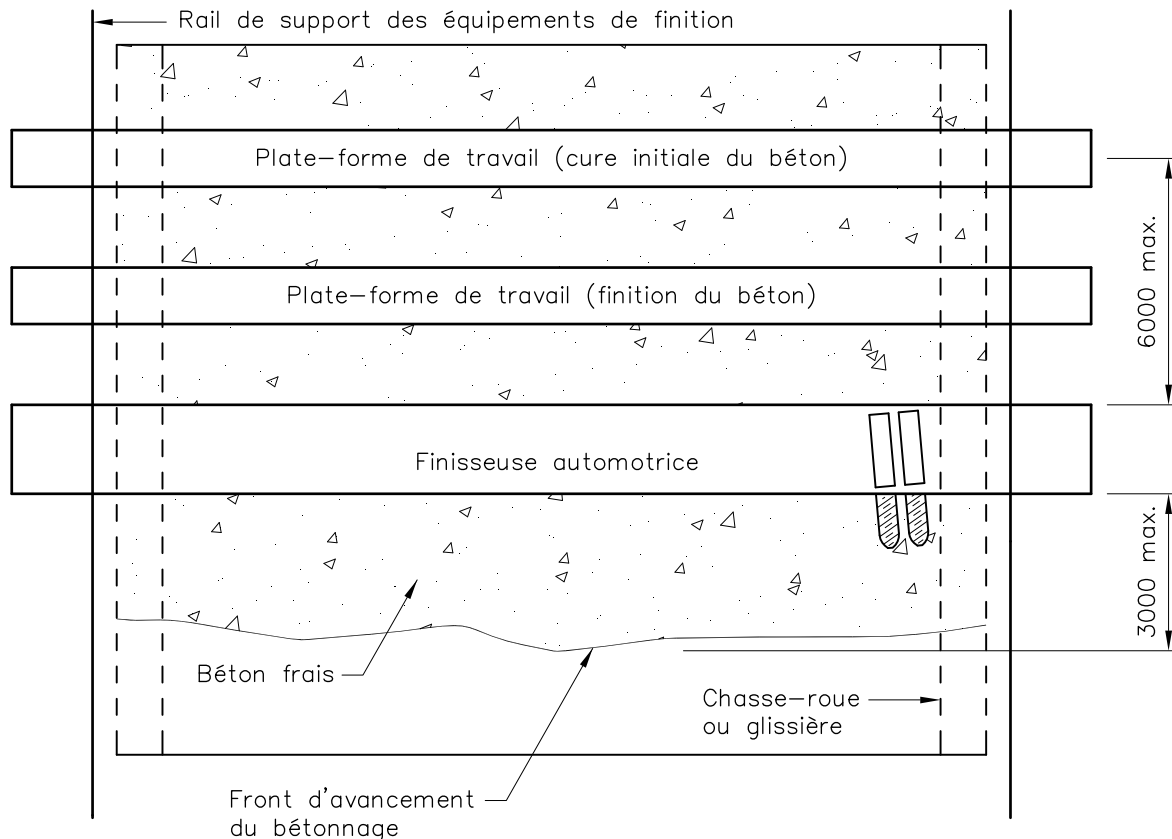 Rail de support des équipements de finition
Plate-forme de travail (cure initiale du béton)
Plate-forme de travail (finition du béton)
6000 max.
Finisseuse automotrice
3000 max.
Béton frais
Chasse-roue
ou glissière
Front d'avancement
du bétonnage